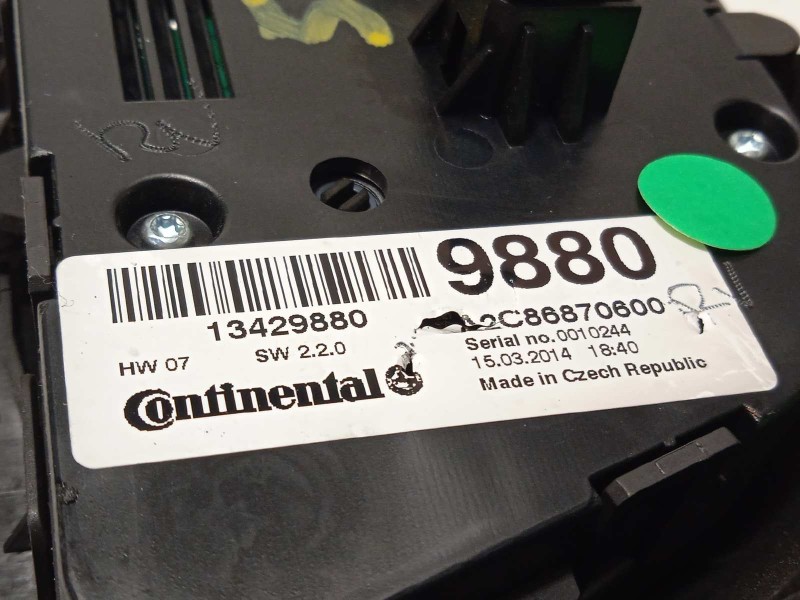 9880
13429880
A2C86870600
HW 07 SW 2.2.0
Serial no.0010244
15.03.2014 18:40
Continental
Made in Czech Republic